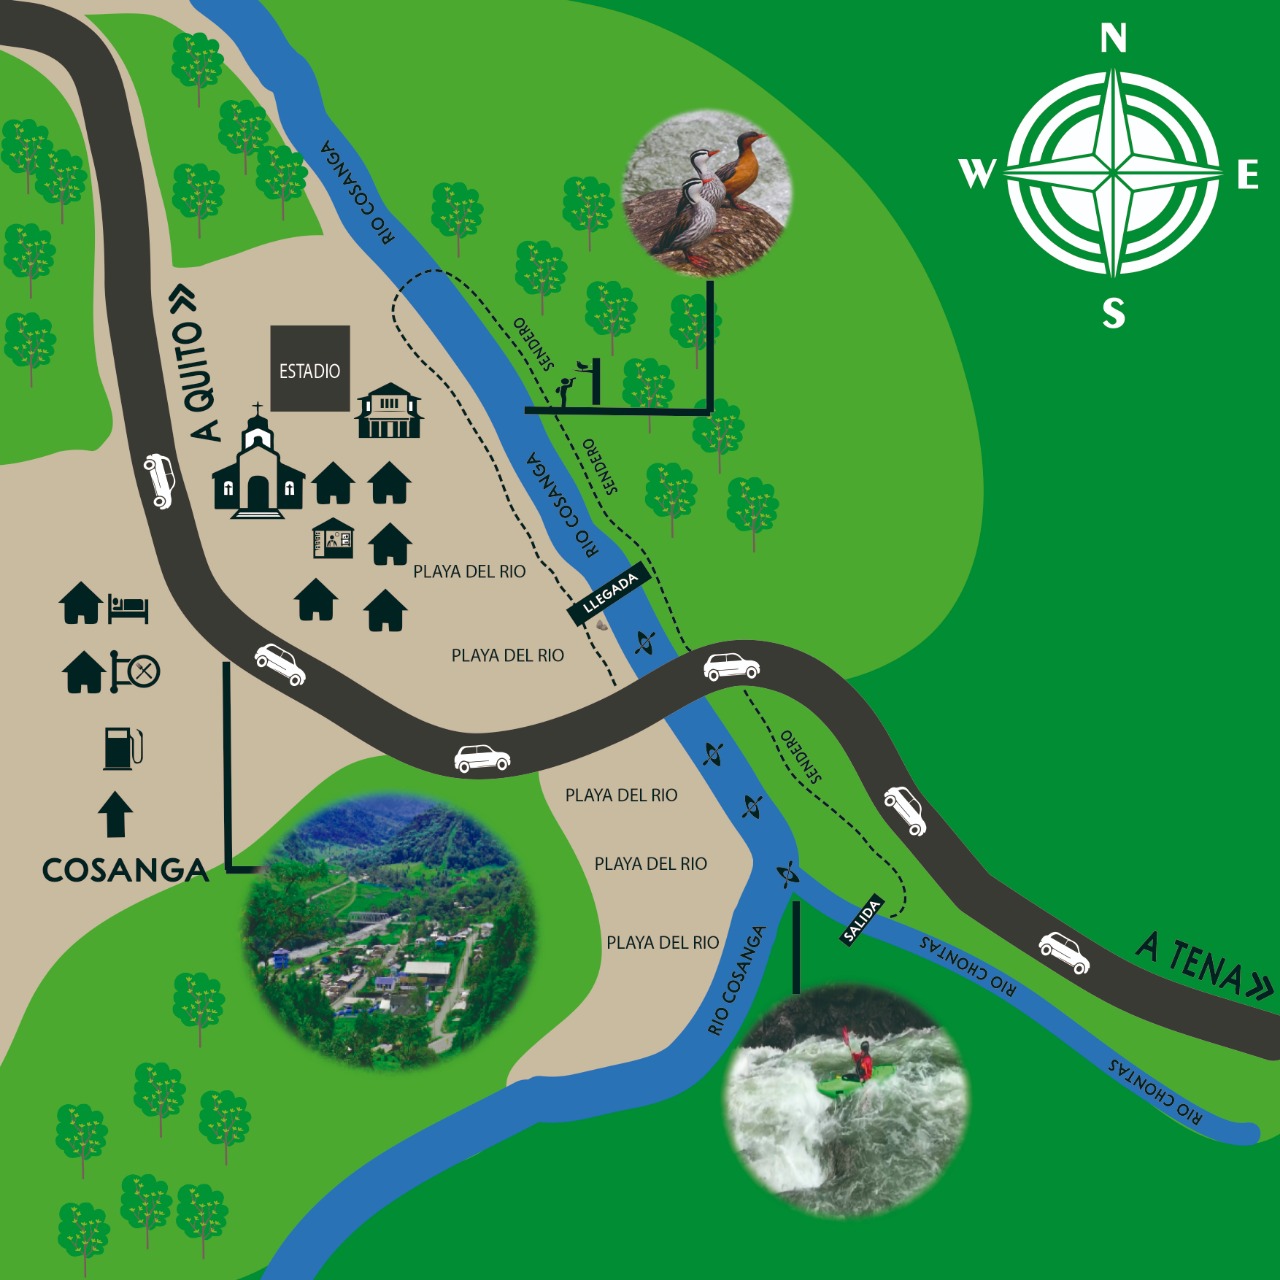 N
W
E
S
RIO COSANGA
A QUITO
SENDERO
ESTADIO
SENDERO
RIO COSANGA
PLAYA DEL RIO
LLEGADA
PLAYA DEL RIO
SENDERO
PLAYA DEL RIO
PLAYA DEL RIO
COSANGA
SALIDA
PLAYA DEL RIO
RIO COSANGA
RIO CHONTAS
A TENA
RIO CHONTAS